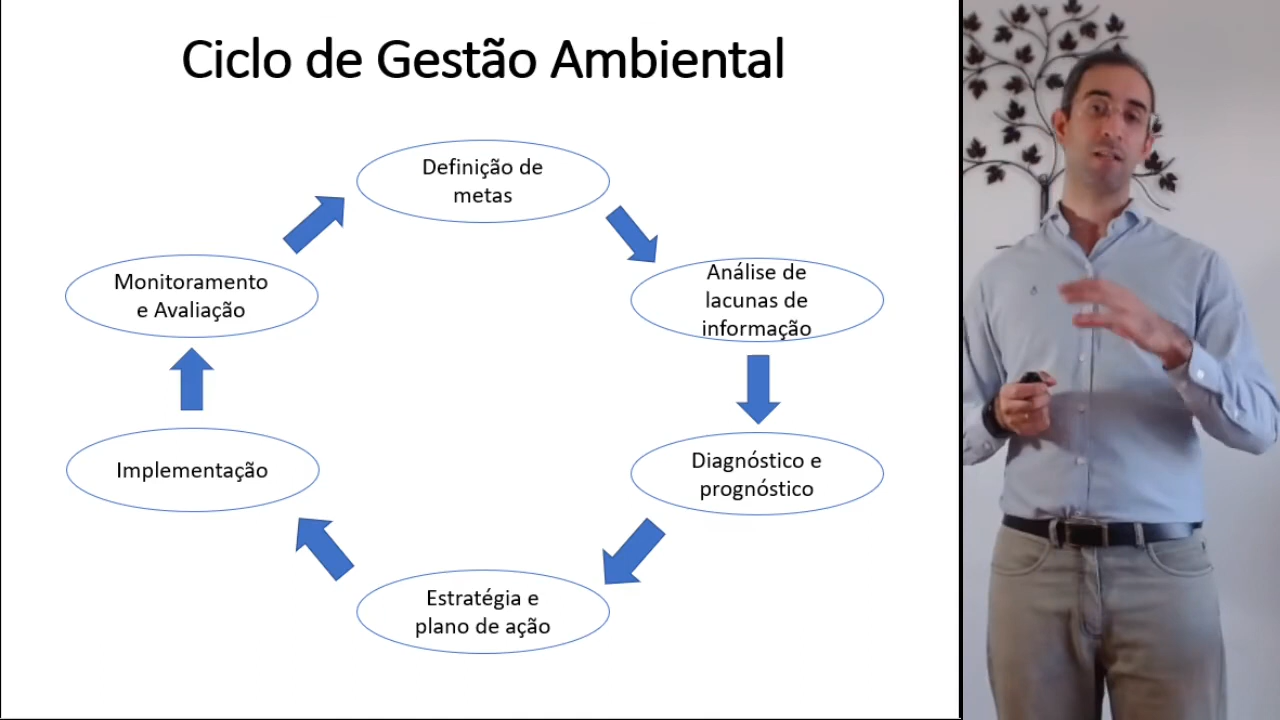 Ciclo de Gestão Ambiental
Definição de
metas
Análise de
lacunas de
informação
Diagnóstico e
prognóstico
Estratégia e
plano de ação
Implementação
Monitoramento
e Avaliação